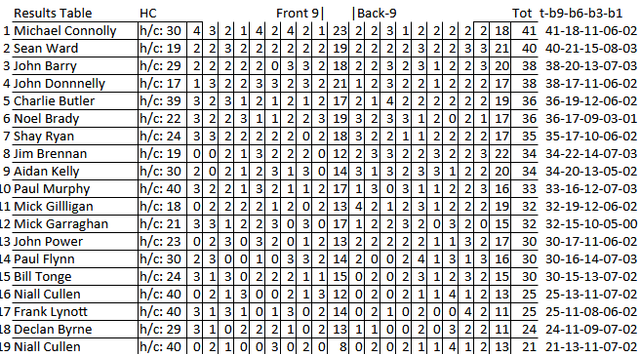 Results Table HC Front 9| |Back-9 Tot t-b9-b6-b3-b1
1 Michael Connolly h/c: 30 4 3 2 1 4 2 4 2 1 23 2 2 3 1 2 2 2 2 2 18 41 41-18-11-06-02
2 Sean Ward h/c: 19 2 2 3 2 2 2 2 2 2 19 2 2 2 2 3 2 2 3 3 21 40 40-21-15-08-03
3 John Barry h/c: 29 2 2 2 2 2 0 3 3 2 18 2 2 3 2 3 1 2 2 3 20 38 38-20-13-07-03
4 John Donnnelly h/c: 17 1 3 2 2 3 3 2 3 2 21 1 2 3 2 2 2 2 1 2 17 38 38-17-11-06-02
5 Charlie Butler h/c: 39 3 2 3 1 2 1 2 1 2 17 2 1 4 2 2 2 2 2 2 19 36 36-19-12-06-02
6 Noel Brady h/c: 22 3 2 2 3 1 1 2 2 3 19 3 2 3 3 1 2 0 2 1 17 36 36-17-09-03-01
7 Shay Ryan h/c: 24 3 3 2 2 2 2 2 0 2 18 3 2 2 1 1 2 2 2 2 17 35 35-17-10-06-02
8 Jim Brennan h/c: 19 0 0 2 1 3 2 2 2 0 12 2 3 3 2 2 3 2 2 3 22 34 34-22-14-07-03
9 Aidan Kelly h/c: 30 2 0 2 1 2 3 1 3 0 14 3 1 3 2 3 3 1 2 2 20 34 34-20-13-05-02
10 Paul Murphy h/c: 40 3 2 2 1 3 2 1 1 2 17 1 3 0 3 1 1 2 2 3 16 33 33-16-12-07-03
11 Mick Gillligan h/c: 18 0 2 2 2 2 1 2 0 2 13 4 2 1 2 3 1 2 2 2 19 32 32-19-12-06-02
12 Mick Garraghan h/c: 21 3 3 1 2 2 3 0 3 0 17 1 2 2 3 2 0 3 2 0 15 32 32-15-10-05-00
13 John Power h/c: 23 0 2 3 0 3 2 0 1 2 13 2 2 2 2 2 1 1 3 2 17 30 30-17-11-06-02
14 Paul Flynn h/c: 30 2 3 0 0 1 0 3 3 2 14 2 0 0 2 4 1 3 1 3 16 30 30-16-14-07-03
15 Bill Tonge h/c: 24 3 1 3 0 2 2 2 1 1 15 0 2 0 2 3 1 2 3 2 15 30 30-15-13-07-02
16 Niall Cullen h/c: 40 0 2 1 3 0 0 2 1 3 12 0 0 2 2 1 1 4 1 2 13 25 25-13-11-07-02
17 Frank Lynott h/c: 40 3 1 3 1 0 1 3 0 2 14 0 2 1 0 2 0 0 4 2 11 25 25-11-08-06-02
18 Declan Byrne h/c: 29 3 1 0 2 2 2 1 0 2 13 1 1 0 0 2 0 3 2 2 11 24 24-11-09-07-02
19 Niall Cullen h/c: 40 0 2 1 0 3 0 2 0 0 8 0 0 2 2 1 1 4 1 2 13 21 21-13-11-07-02